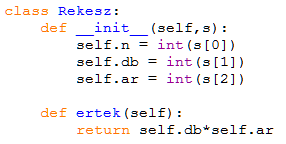 class Rekesz:
    def __init__(self,s):
        self.n = int(s[0])
        self.db = int(s[1])
        self.ar = int(s[2])

    def ertek(self):
        return self.db*self.ar